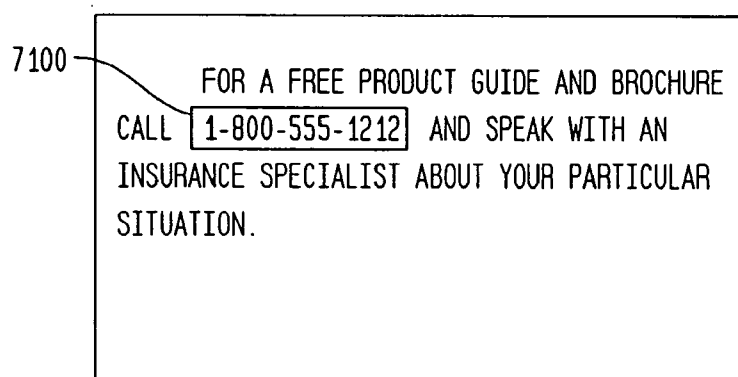 7100
FOR A FREE PRODUCT GUIDE AND BROCHURE
CALL 1-800-555-1212 AND SPEAK WITH AN
INSURANCE SPECIALIST ABOUT YOUR PARTICULAR
SITUATION.